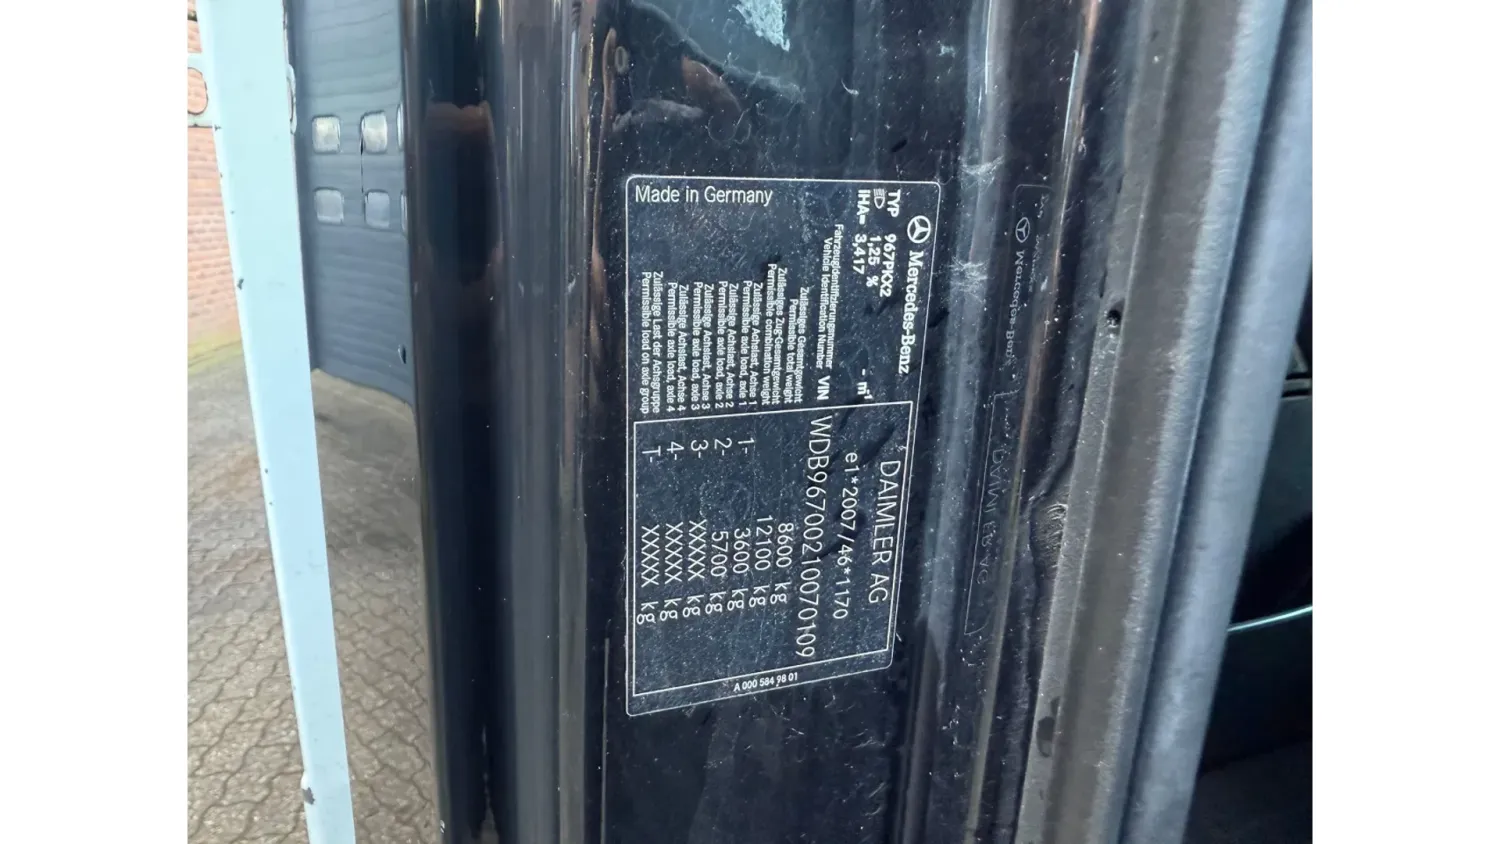 Mercedes-Benz
DAIMLER AG
TYP 967PKX2
1,25 %
IHA= 3,417 - m¹
e1*2007/46*1170
Fahrzeugidentifizierungsnummer
Vehicle Identification Number VIN WDB96700210070109
Zulässiges Gesamtgewicht
Permissible total weight 8600 kg
Zulässiges Zug-Gesamtgewicht
Permissible combination weight 12100 kg
Zulässige Achslast, Achse 1
Permissible axle load, axle 1 1- 3600 kg
Zulässige Achslast, Achse 2
Permissible axle load, axle 2 2- 5700 kg
Zulässige Achslast, Achse 3
Permissible axle load, axle 3 3- XXXXX kg
Zulässige Achslast, Achse 4
Permissible axle load, axle 4 4- XXXXX kg
Zulässige Last der Achsgruppe
Permissible load on axle group T- XXXXX kg
Made in Germany
A 000 584 98 01